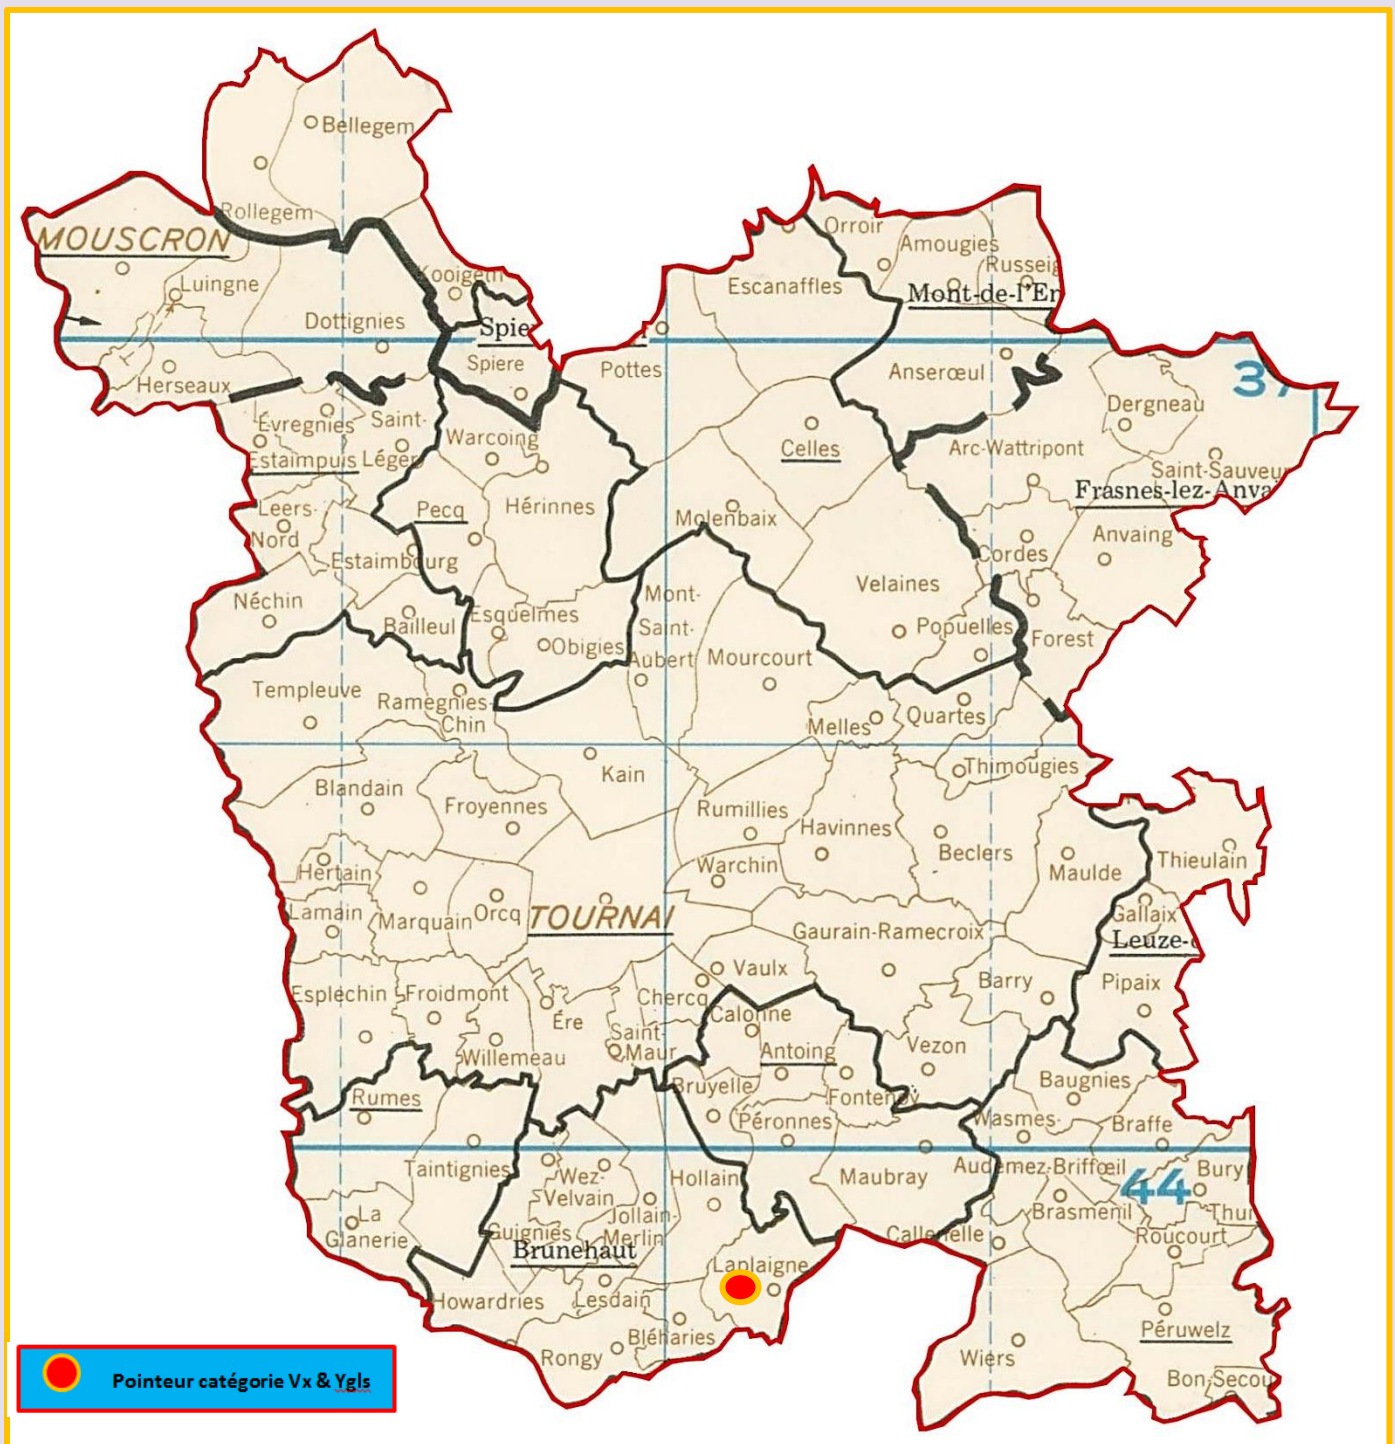 Bellegem
Rollegem
MOUSCRON
Luingne
Kooigem
Dottignies
Spie
Spiere
Herseaux
Orroir
Amougies
Russeig
Escanaffles
Mont-de-l'En
Pottes
Anserœul
37
Dergneau
Évregnies
Saint-
Léger
Estaimpuis
Warcoing
Celles
Arc-Wattripont
Saint-Sauveur
Frasnes-lez-Anva
Leers-
Nord
Pecq
Hérinnes
Molenbaix
Anvaing
Estaimbourg
Cordes
Velaines
Néchin
Bailleul
Esquelmes
Obigies
Mont-
Saint-
Aubert
Mourcourt
Popuelles
Forest
Templeuve
Ramegnies-
Chin
Melles
Quartes
Kain
Thimougies
Blandain
Froyennes
Rumillies
Havinnes
Beclers
Maulde
Thieulain
Hertain
Warchin
Lamain
Marquain
Orcq
TOURNAI
Gaurain-Ramecroix
Gallaix
Leuze-
Vaulx
Barry
Pipaix
Esplechin
Froidmont
Ére
Chercq
Calonne
Willemeau
Saint-
Maur
Antoing
Vezon
Bruyelle
Fontenoy
Baugnies
Rumes
Péronnes
Wasmes-
Audemez-Briffœil
Braffe
Taintignies
Wez-
Velvain
Hollain
Maubray
44
Bury
Brasmenil
Thur
La
Glanerie
Guignies
Jollain-
Merlin
Callenelle
Roucourt
Brunehaut
Laplaigne
Howardries
Lesdain
Bléharies
Rongy
Wiers
Péruwelz
Bon-Secou
Pointeur catégorie Vx & Ygls